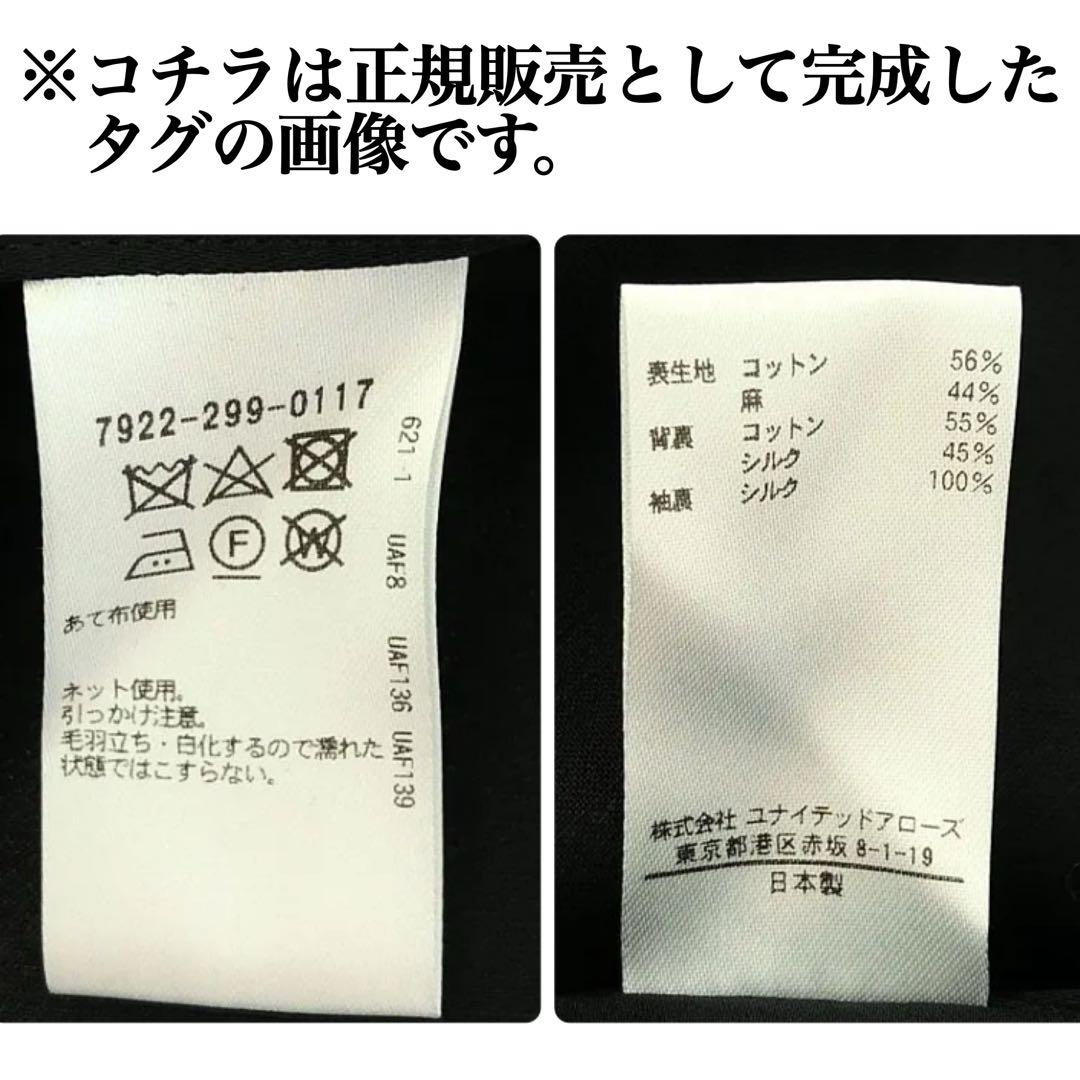 ※コチラは正規販売として完成した
タグの画像です。
7922-299-0117
F
W
あて布使用
ネット使用。
引っかけ注意。
毛羽立ち・白化するので濡れた
状態ではこすらない。
621-1 UAF8 UAF136 UAF139
表生地 コットン 56%
麻 44%
背裏 コットン 55%
シルク 45%
袖裏 シルク 100%
株式会社 ユナイテッドアローズ
東京都港区赤坂 8-1-19
日本製